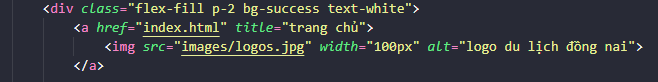 <div class="flex-fill p-2 bg-success text-white">
<a href="index.html" title="trang chủ">
<img src="images/logos.jpg" width="100px" alt="logo du lịch đồng nai">
</a>